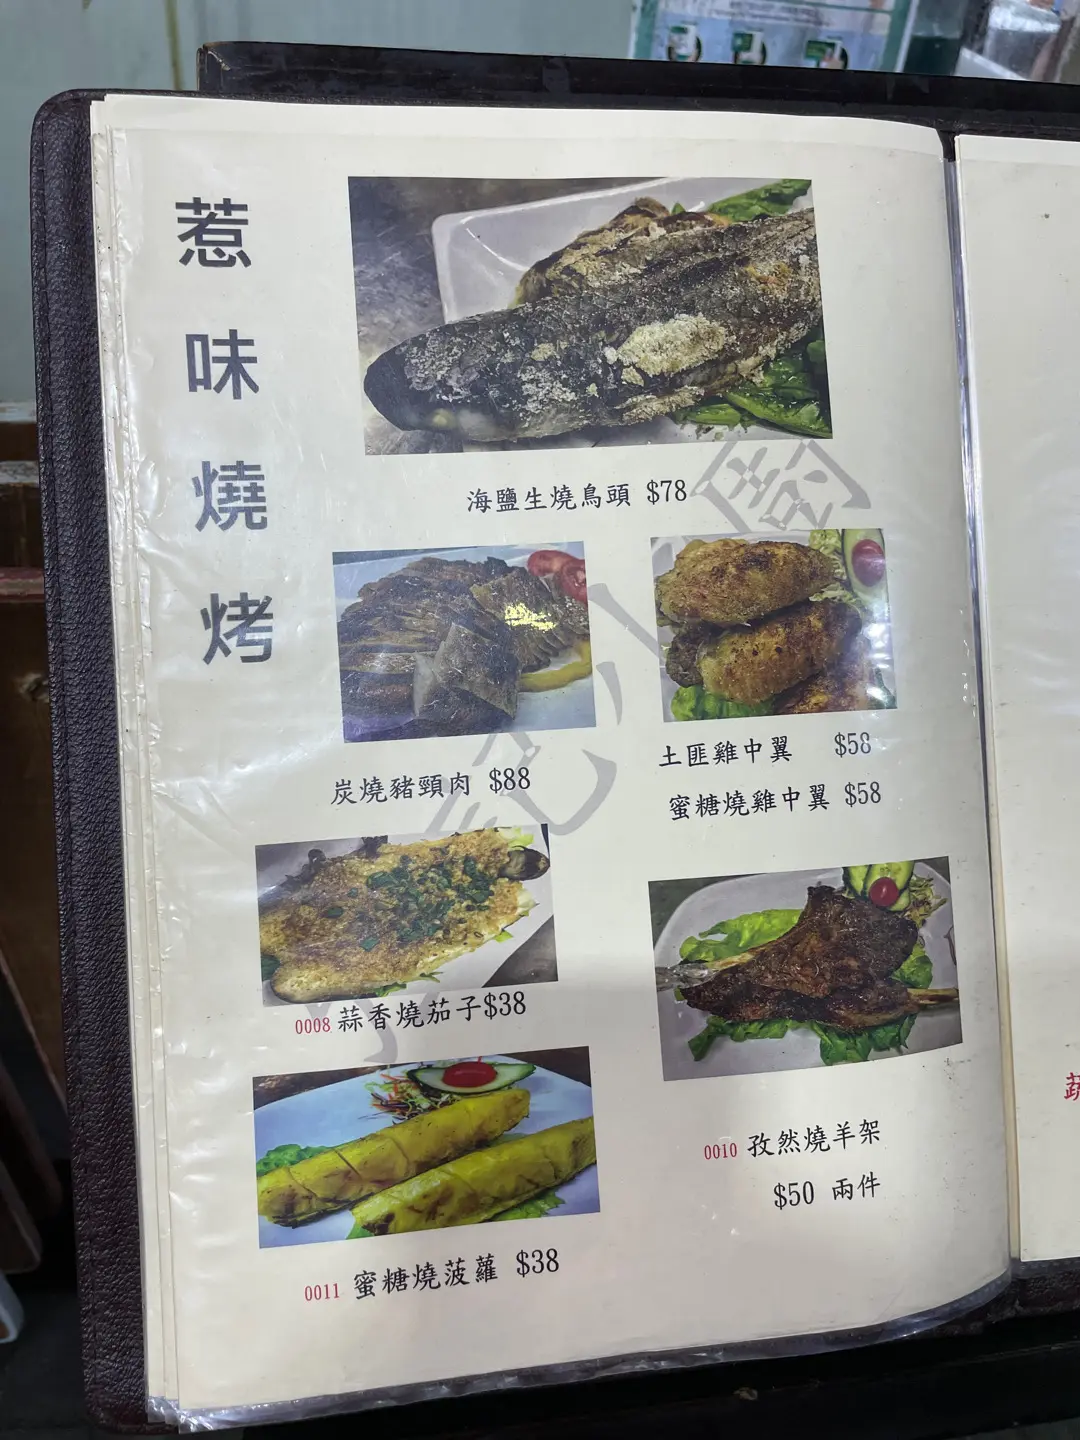 惹味燒烤
海鹽生燒烏頭 $78
炭燒豬頸肉 $88
土匪雞中翼 $58
蜜糖燒雞中翼 $58
0008 蒜香燒茄子$38
0010 孜然燒羊架
$50 兩件
0011 蜜糖燒菠蘿 $38